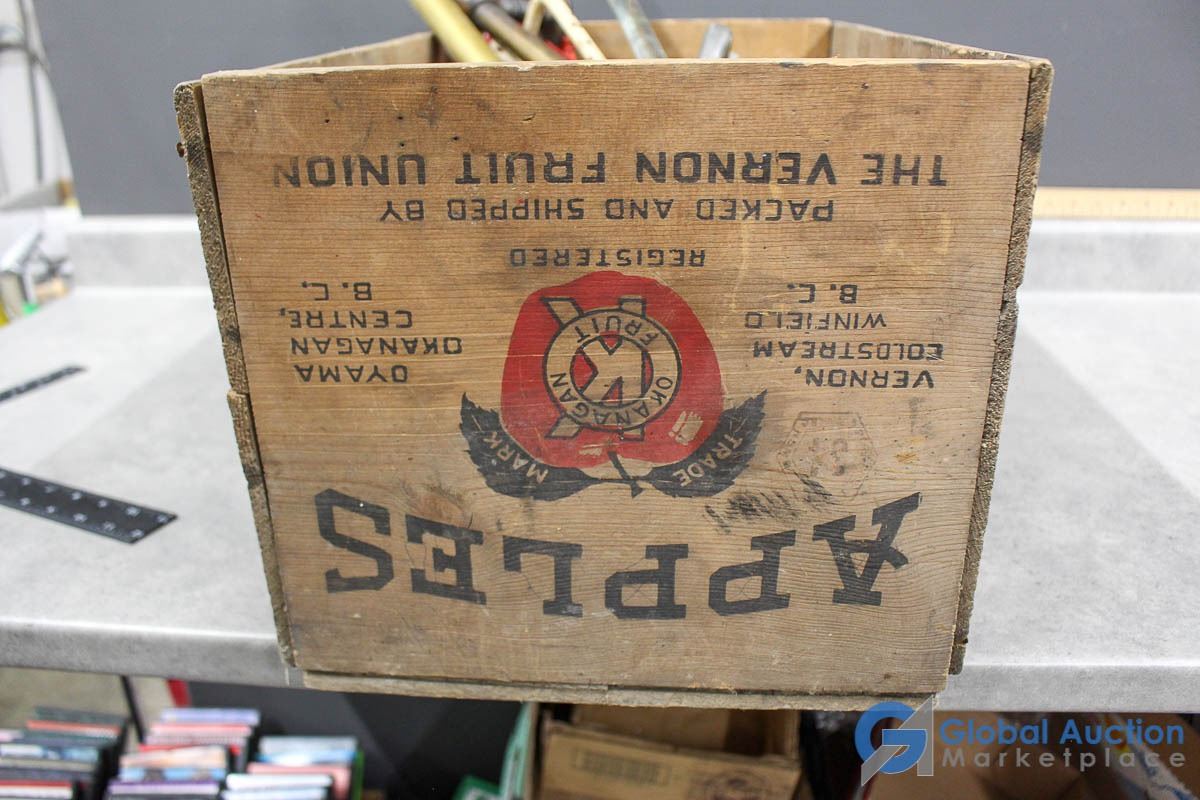 APPLES
TRADE MARK
OKANAGAN
FRUIT
VERNON,
COLDSTREAM
WINFIELD
B. C.
OYAMA
OKANAGAN
CENTRE,
B. C.
REGISTERED
PACKED AND SHIPPED BY
THE VERNON FRUIT UNION
Global Auction
Marketplace